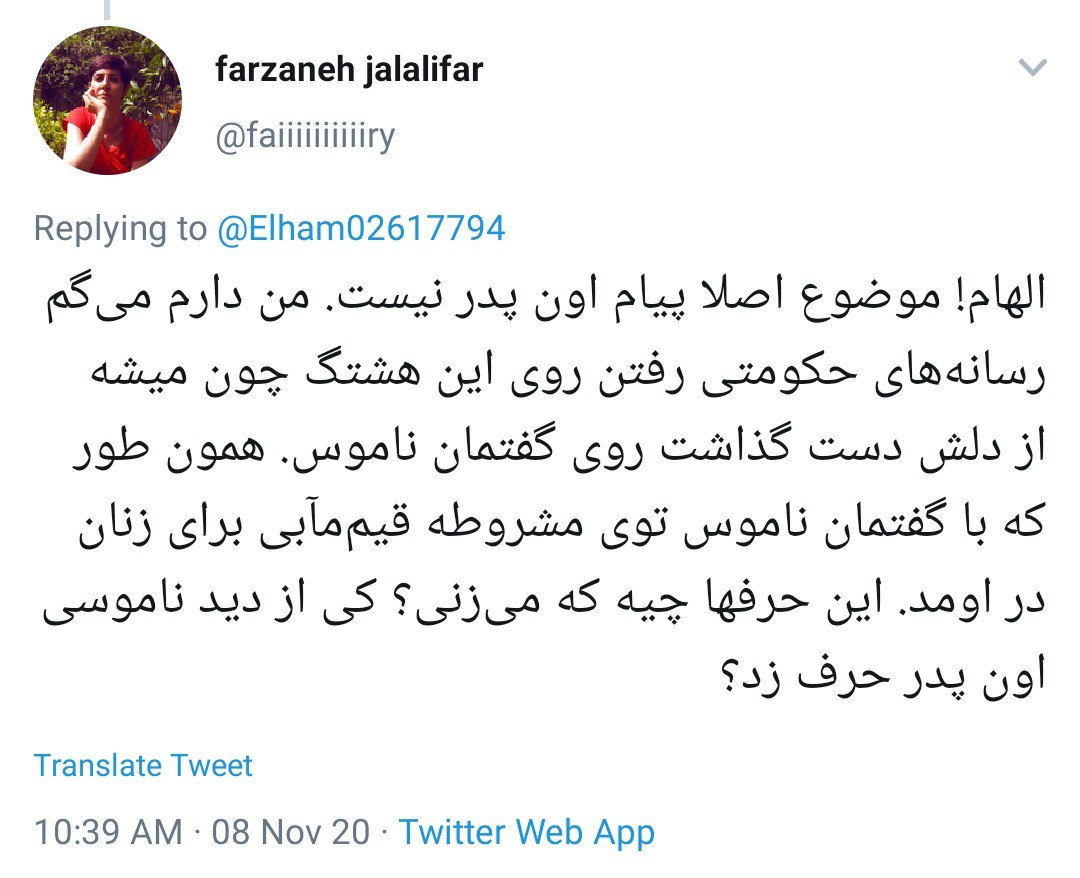 farzaneh jalalifar
@faiiiiiiiiiiry
Replying to @Elham02617794
الهام! موضوع اصلا پیام اون پدر نیست. من دارم می‌گم
رسانه‌های حکومتی رفتن روی این هشتگ چون میشه
از دلش دست گذاشت روی گفتمان ناموس. همون طور
که با گفتمان ناموس توی مشروطه قیم‌مآبی برای زنان
در اومد. این حرفها چیه که می‌زنی؟ کی از دید ناموسی
اون پدر حرف زد؟
Translate Tweet
10:39 AM · 08 Nov 20 · Twitter Web App